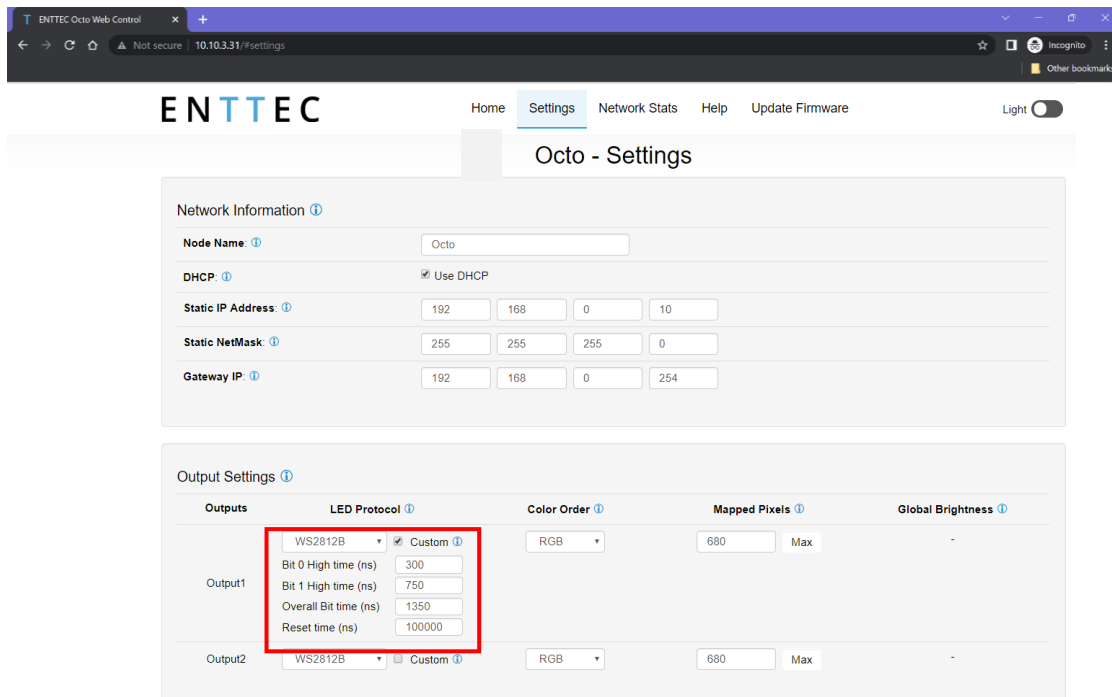 ENTTEC Octo Web Control
Not secure 10.10.3.31/#settings
Incognito
Other bookmarks
ENTTEC
Home Settings Network Stats Help Update Firmware
Light
Octo - Settings
Network Information
Node Name: Octo
DHCP: Use DHCP
Static IP Address: 192 168 0 10
Static NetMask: 255 255 255 0
Gateway IP: 192 168 0 254
Output Settings
Outputs LED Protocol Color Order Mapped Pixels Global Brightness
WS2812B Custom RGB 680 Max -
Bit 0 High time (ns) 300
Output1
Bit 1 High time (ns) 750
Overall Bit time (ns) 1350
Reset time (ns) 100000
Output2 WS2812B Custom RGB 680 Max -